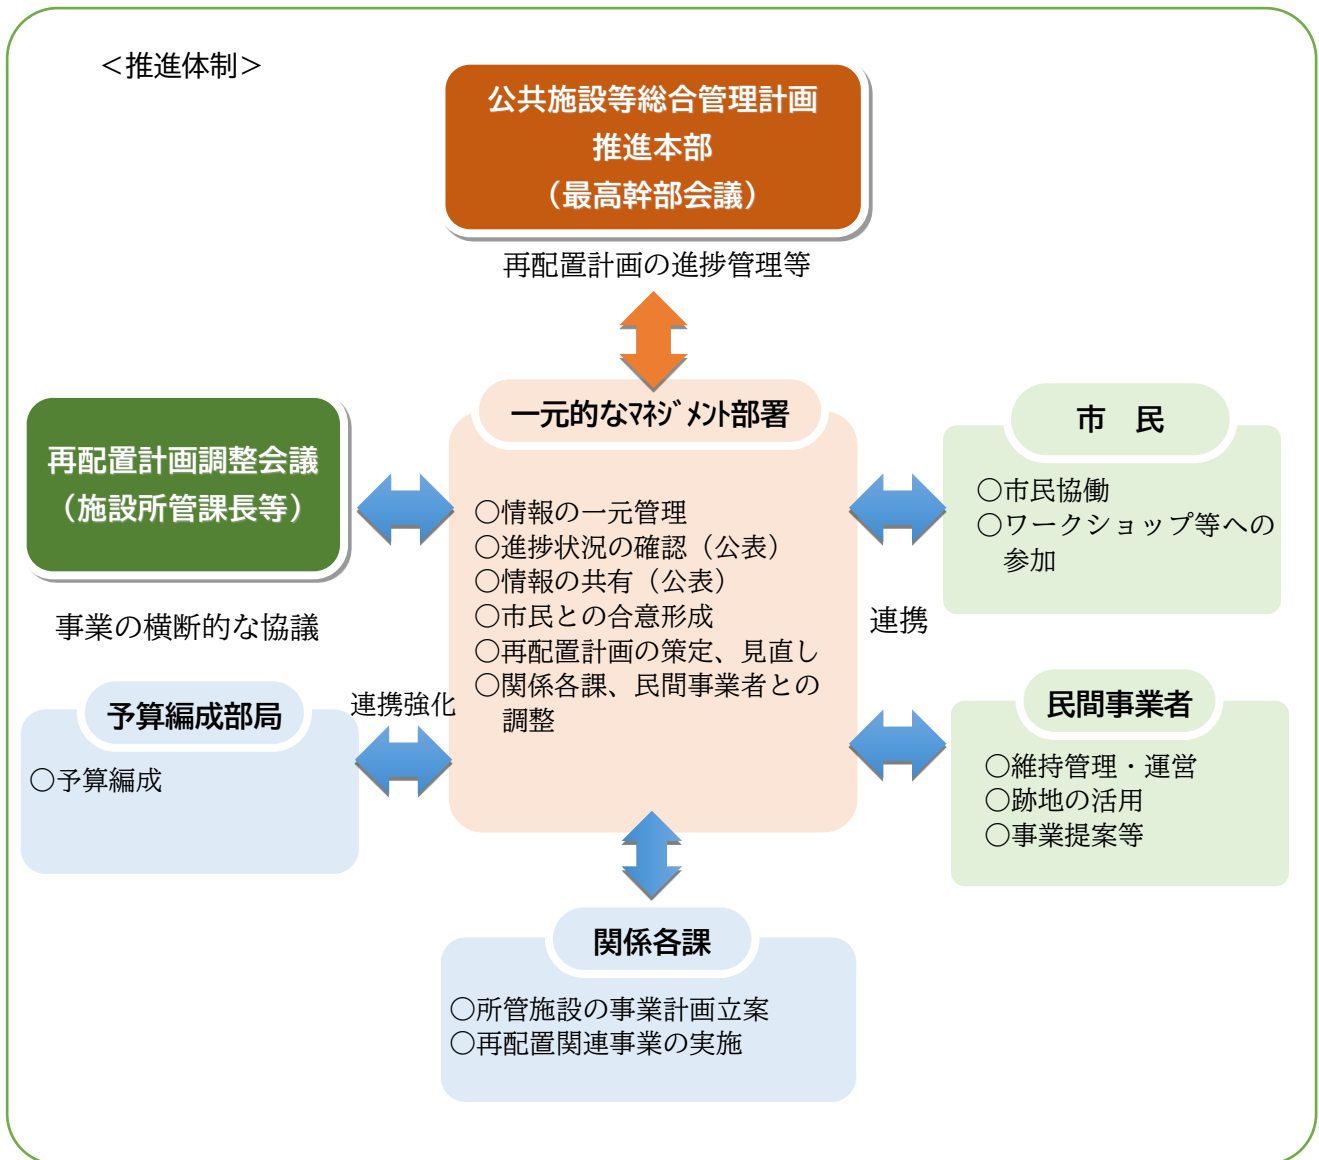 ＜推進体制＞
公共施設等総合管理計画
推進本部
（最高幹部会議）
再配置計画の進捗管理等
再配置計画調整会議
（施設所管課長等）
事業の横断的な協議
一元的なﾏﾈｼﾞﾒﾝﾄ部署
○情報の一元管理
○進捗状況の確認（公表）
○情報の共有（公表）
○市民との合意形成
○再配置計画の策定、見直し
○関係各課、民間事業者との
調整
市　民
○市民協働
○ワークショップ等への
参加
連携
予算編成部局
○予算編成
連携強化
民間事業者
○維持管理・運営
○跡地の活用
○事業提案等
関係各課
○所管施設の事業計画立案
○再配置関連事業の実施